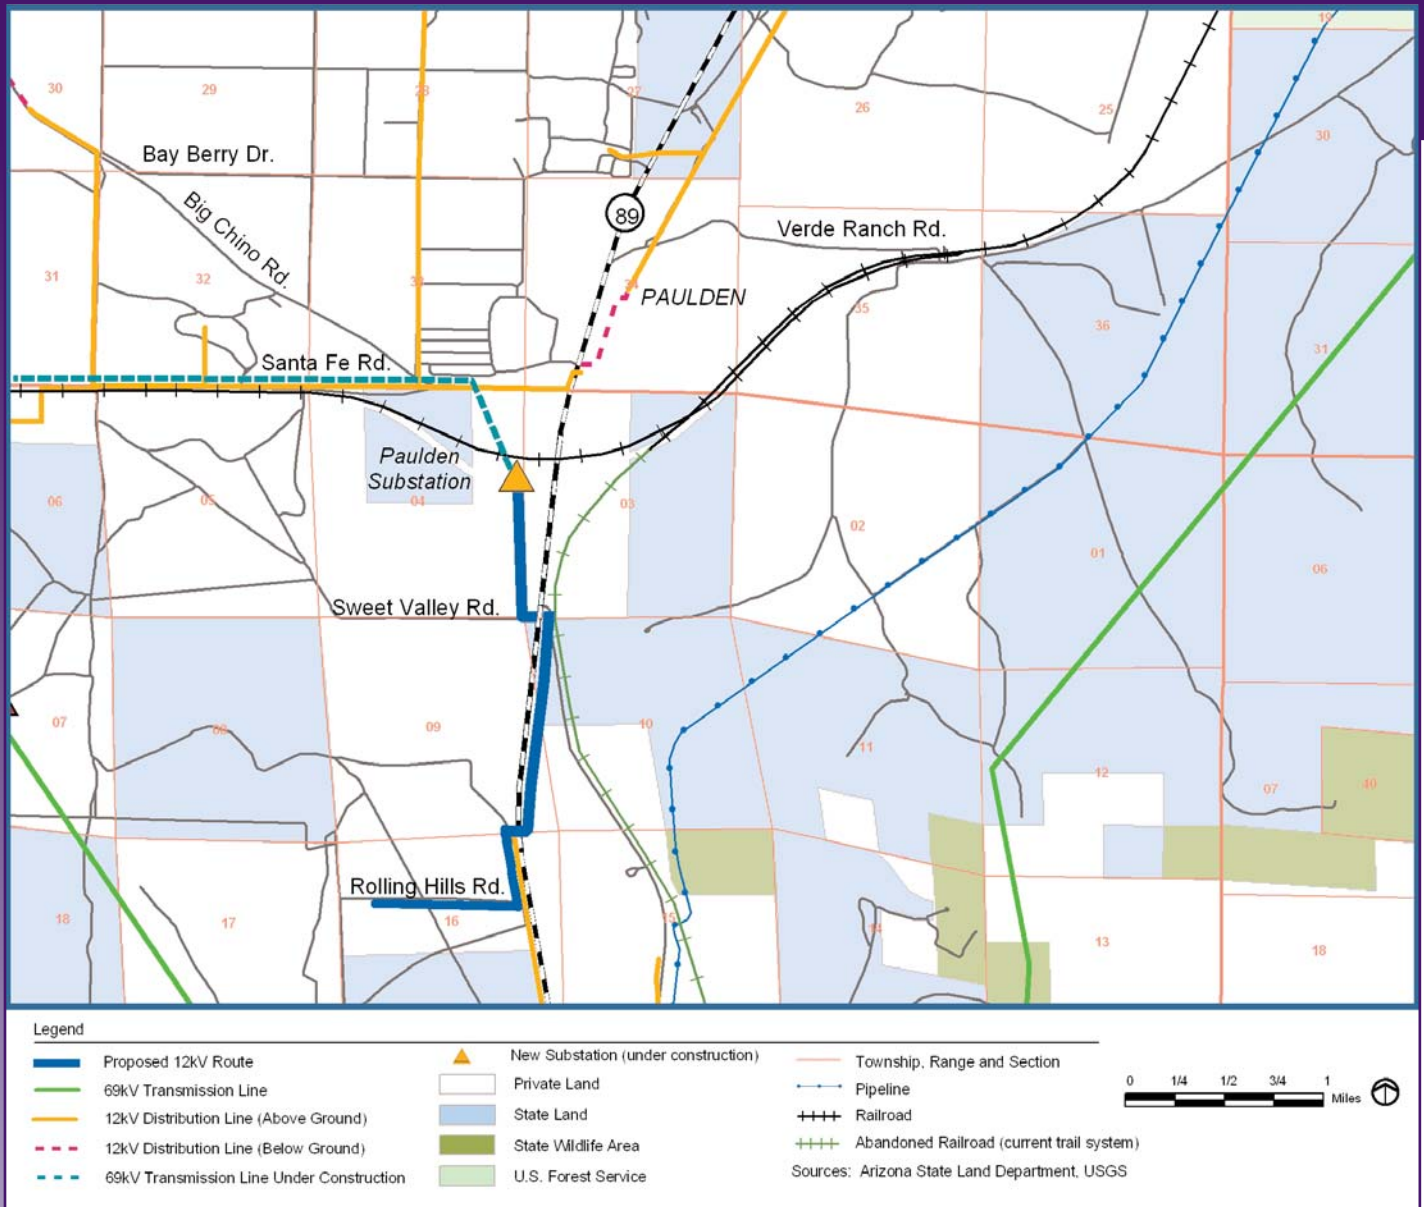 19
30
29
28
27
26
25
30
Bay Berry Dr.
Big Chino Rd.
89
Verde Ranch Rd.
31
32
33
34
PAULDEN
35
36
31
Santa Fe Rd.
Paulden
Substation
06
05
04
03
02
01
06
Sweet Valley Rd.
07
08
09
10
11
12
07
40
Rolling Hills Rd.
18
17
16
15
14
13
18
Legend
Proposed 12kV Route
69kV Transmission Line
12kV Distribution Line (Above Ground)
12kV Distribution Line (Below Ground)
69kV Transmission Line Under Construction
New Substation (under construction)
Private Land
State Land
State Wildlife Area
U.S. Forest Service
Township, Range and Section
Pipeline
Railroad
Abandoned Railroad (current trail system)
Sources: Arizona State Land Department, USGS
0 1/4 1/2 3/4 1
Miles